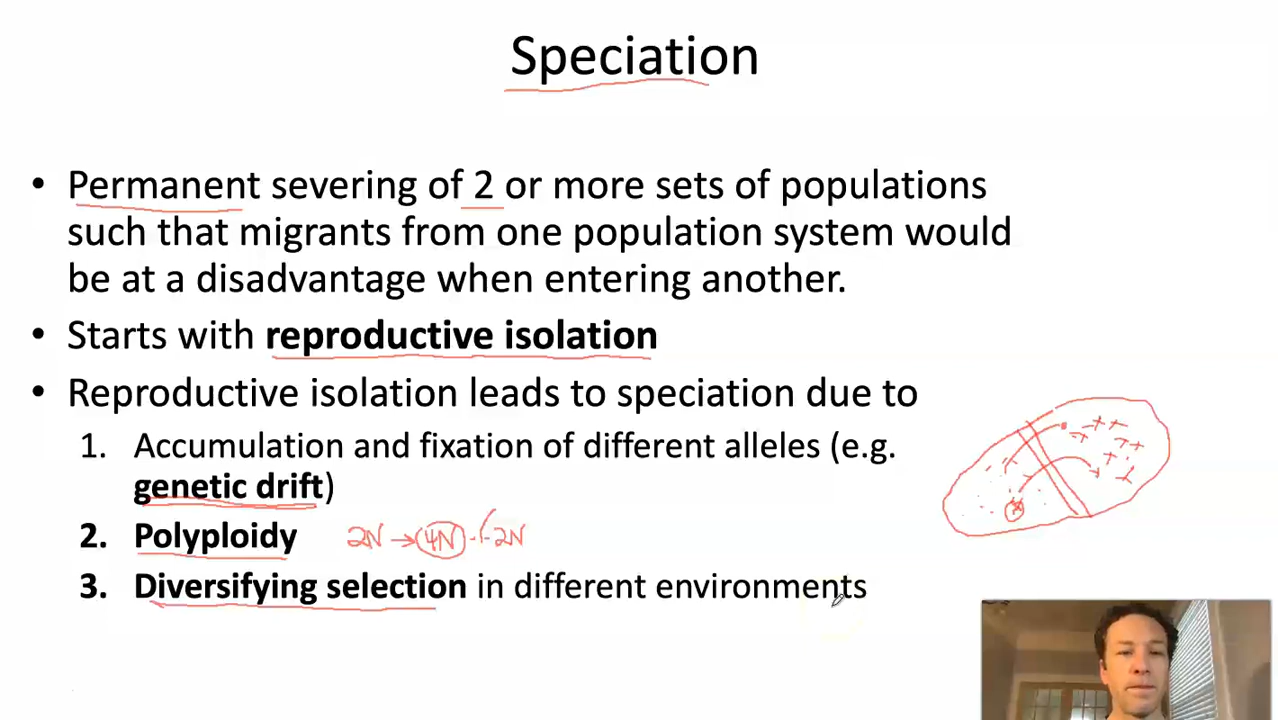 Speciation
• Permanent severing of 2 or more sets of populations
such that migrants from one population system would
be at a disadvantage when entering another.
• Starts with reproductive isolation
• Reproductive isolation leads to speciation due to
1. Accumulation and fixation of different alleles (e.g.
genetic drift)
2. Polyploidy 2N → 4N 2N
3. Diversifying selection in different environments